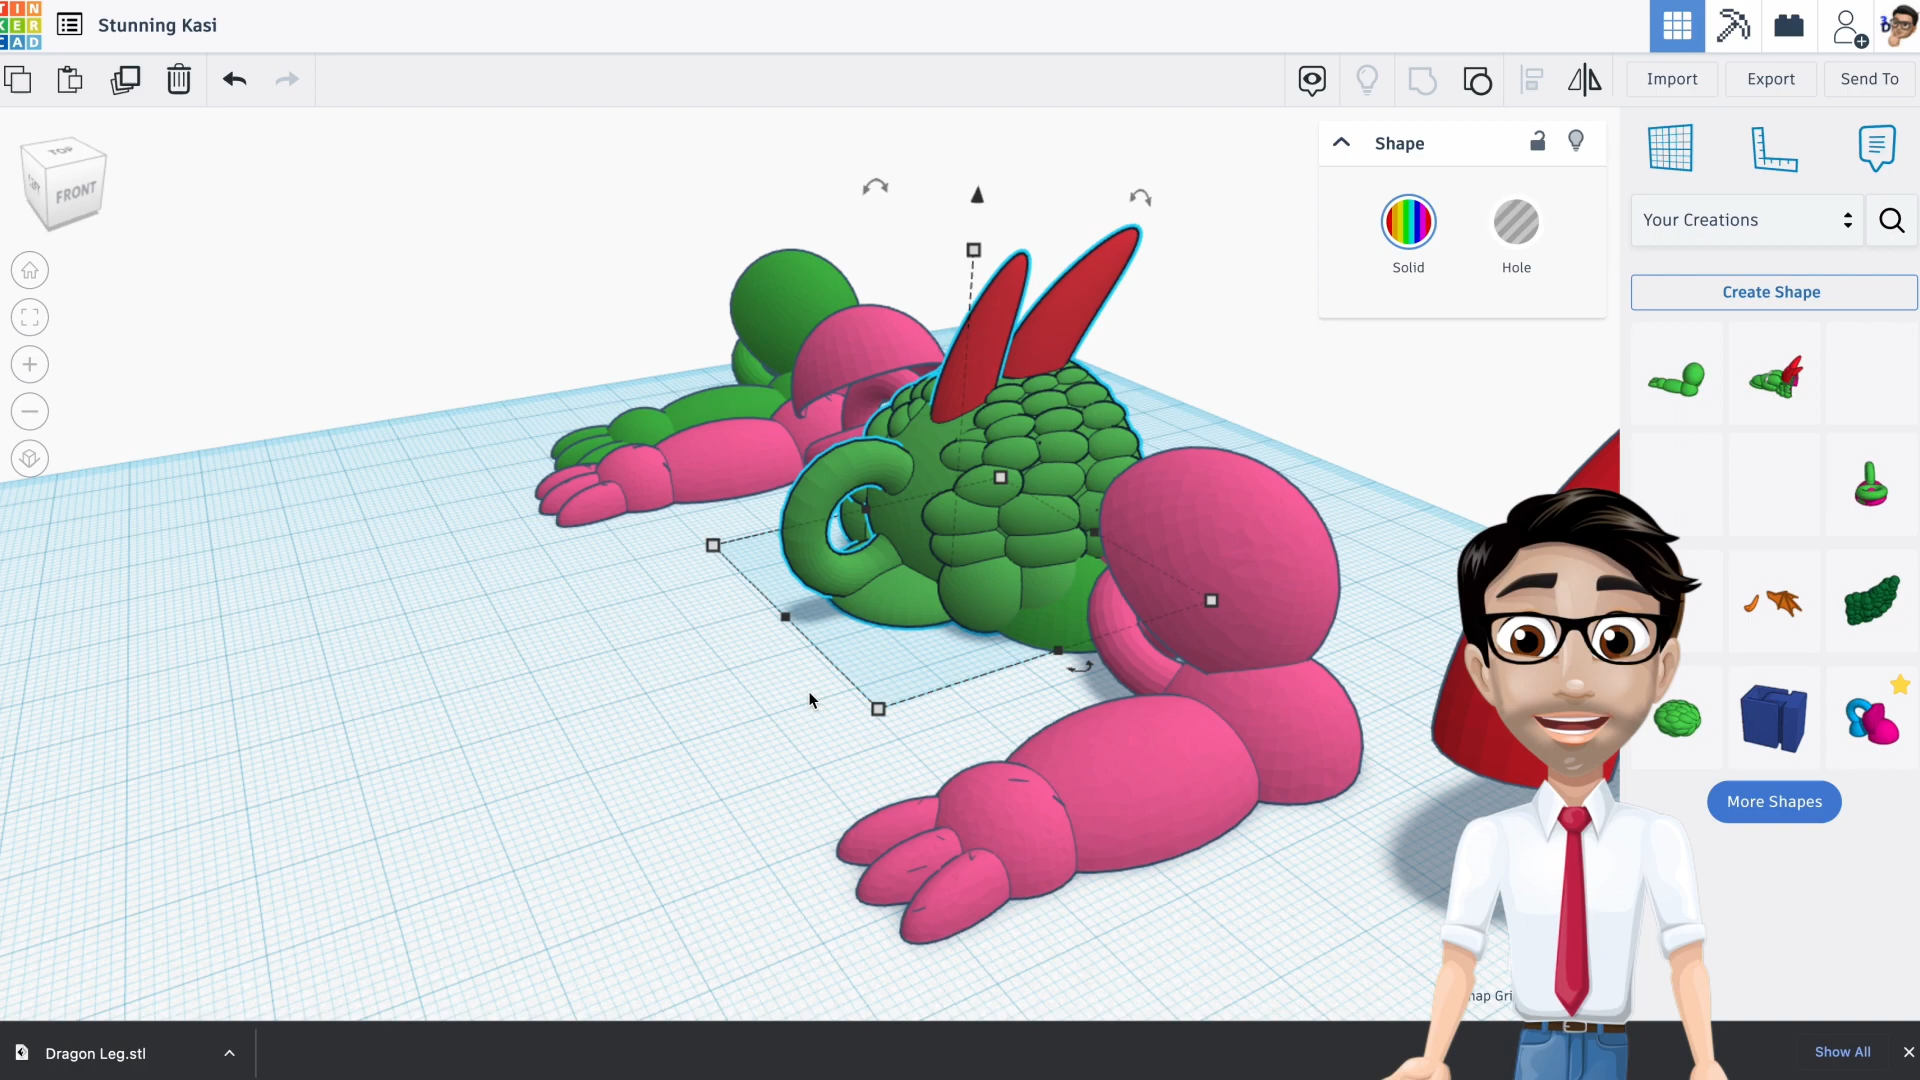 TIN
KER
CAD
Stunning Kasi
Import
Export
Send To
TOP
FRONT
Shape
Solid
Hole
Your Creations
Create Shape
More Shapes
Dragon Leg.stl
Show All